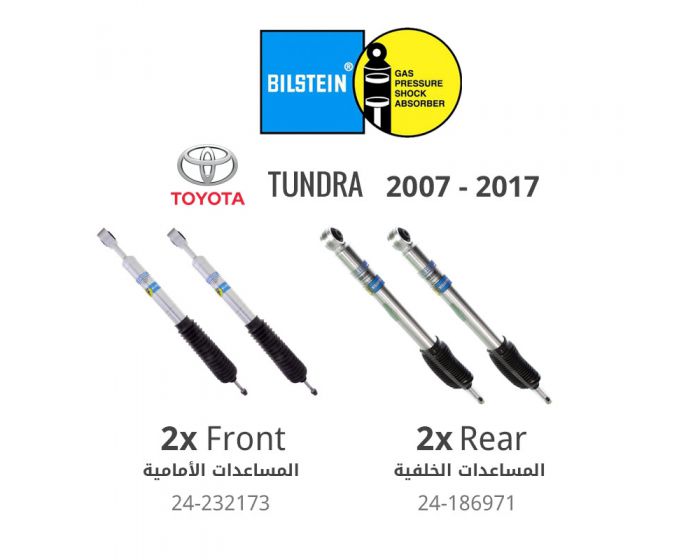 BILSTEIN®
GAS
PRESSURE
SHOCK
ABSORBER
TOYOTA
TUNDRA 2007 - 2017
2x Front
2x Rear
المساعدات الأمامية
المساعدات الخلفية
24-232173
24-186971